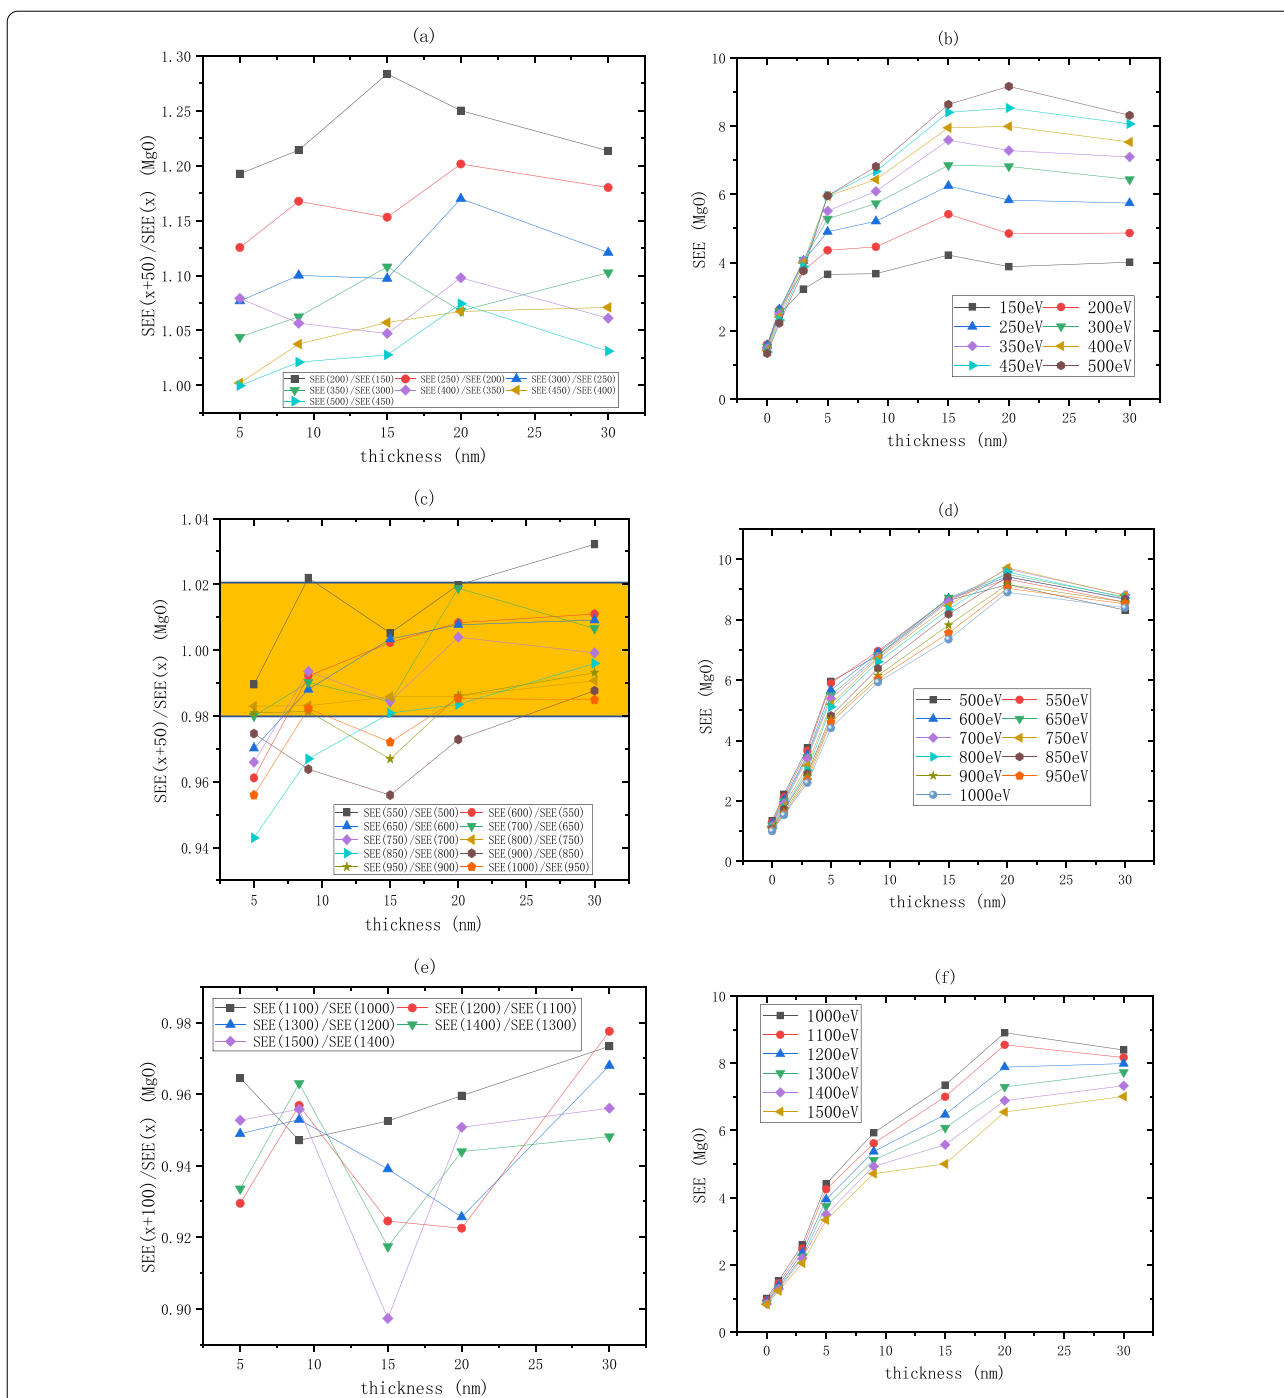 (a)
1.30
1.25
1.20
1.15
1.10
1.05
1.00
SEE(x+50)/SEE(x) (MgO)
SEE(200)/SEE(150) SEE(250)/SEE(200) SEE(300)/SEE(250)
SEE(350)/SEE(300) SEE(400)/SEE(350) SEE(450)/SEE(400)
SEE(500)/SEE(450)
5 10 15 20 25 30
thickness (nm)
(b)
10
8
6
4
2
0
SEE (MgO)
150eV 200eV
250eV 300eV
350eV 400eV
450eV 500eV
0 5 10 15 20 25 30
thickness (nm)
(c)
1.04
1.02
1.00
0.98
0.96
0.94
SEE(x+50)/SEE(x) (MgO)
SEE(550)/SEE(500) SEE(600)/SEE(550)
SEE(650)/SEE(600) SEE(700)/SEE(650)
SEE(750)/SEE(700) SEE(800)/SEE(750)
SEE(850)/SEE(800) SEE(900)/SEE(850)
SEE(950)/SEE(900) SEE(1000)/SEE(950)
5 10 15 20 25 30
thickness (nm)
(d)
10
8
6
4
2
0
SEE (MgO)
500eV 550eV
600eV 650eV
700eV 750eV
800eV 850eV
900eV 950eV
1000eV
0 5 10 15 20 25 30
thickness (nm)
(e)
SEE(1100)/SEE(1000) SEE(1200)/SEE(1100)
SEE(1300)/SEE(1200) SEE(1400)/SEE(1300)
SEE(1500)/SEE(1400)
0.98
0.96
0.94
0.92
0.90
SEE(x+100)/SEE(x) (MgO)
5 10 15 20 25 30
thickness (nm)
(f)
10
8
6
4
2
0
SEE (MgO)
1000eV
1100eV
1200eV
1300eV
1400eV
1500eV
0 5 10 15 20 25 30
thickness (nm)